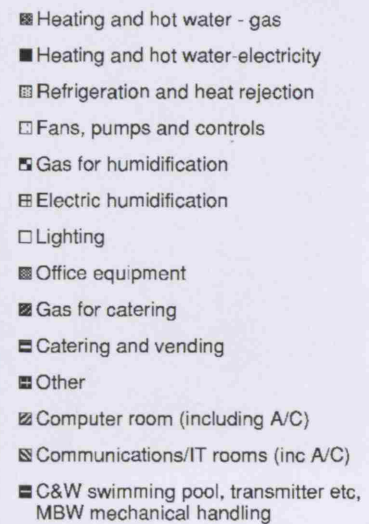 Heating and hot water - gas
Heating and hot water-electricity
Refrigeration and heat rejection
Fans, pumps and controls
Gas for humidification
Electric humidification
Lighting
Office equipment
Gas for catering
Catering and vending
Other
Computer room (including A/C)
Communications/IT rooms (inc A/C)
C&W swimming pool, transmitter etc,
MBW mechanical handling